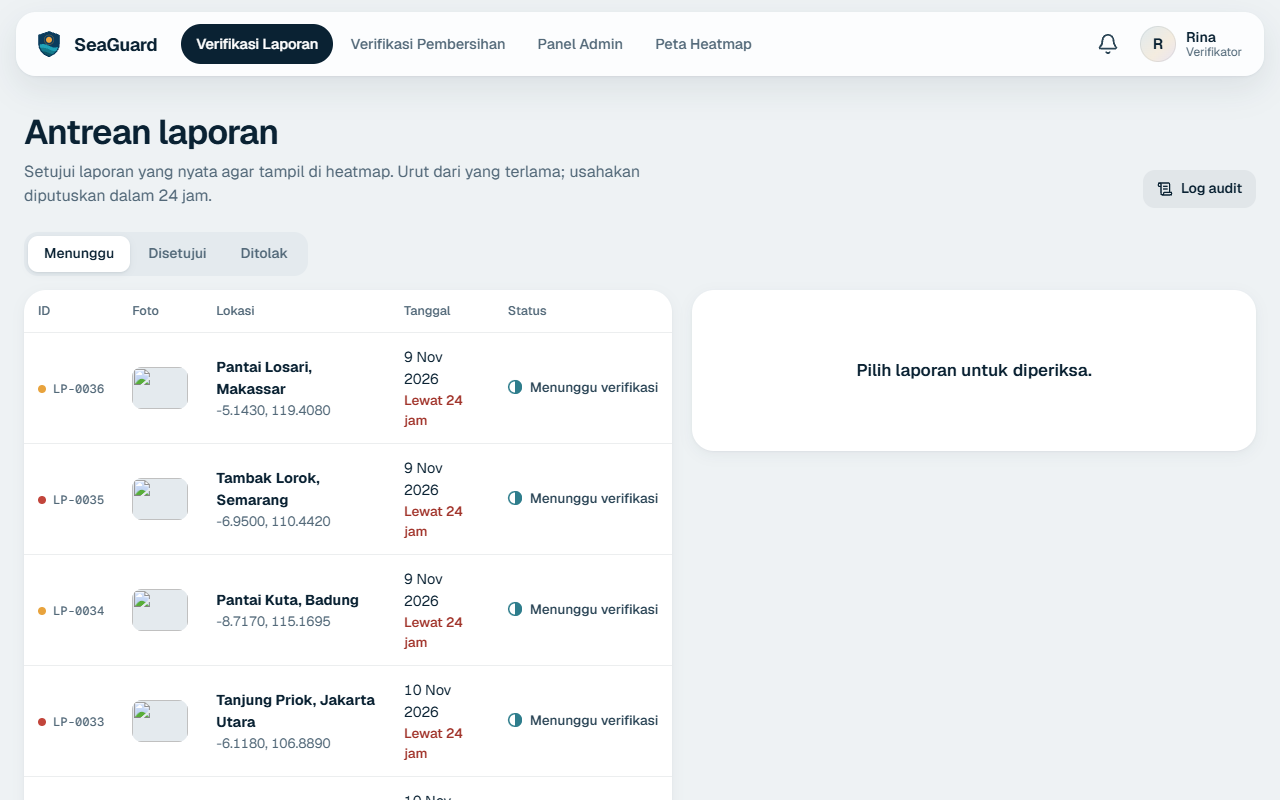 SeaGuard
Verifikasi Laporan
Verifikasi Pembersihan
Panel Admin
Peta Heatmap
R
Rina
Verifikator
Antrean laporan
Setujui laporan yang nyata agar tampil di heatmap. Urut dari yang terlama; usahakan
diputuskan dalam 24 jam.
Log audit
Menunggu
Disetujui
Ditolak
ID
Foto
Lokasi
Tanggal
Status
LP-0036
Pantai Losari,
Makassar
-5.1430, 119.4080
9 Nov
2026
Lewat 24
jam
Menunggu verifikasi
LP-0035
Tambak Lorok,
Semarang
-6.9500, 110.4420
9 Nov
2026
Lewat 24
jam
Menunggu verifikasi
LP-0034
Pantai Kuta, Badung
-8.7170, 115.1695
9 Nov
2026
Lewat 24
jam
Menunggu verifikasi
LP-0033
Tanjung Priok, Jakarta
Utara
-6.1180, 106.8890
10 Nov
2026
Lewat 24
jam
Menunggu verifikasi
10 Nov
Pilih laporan untuk diperiksa.